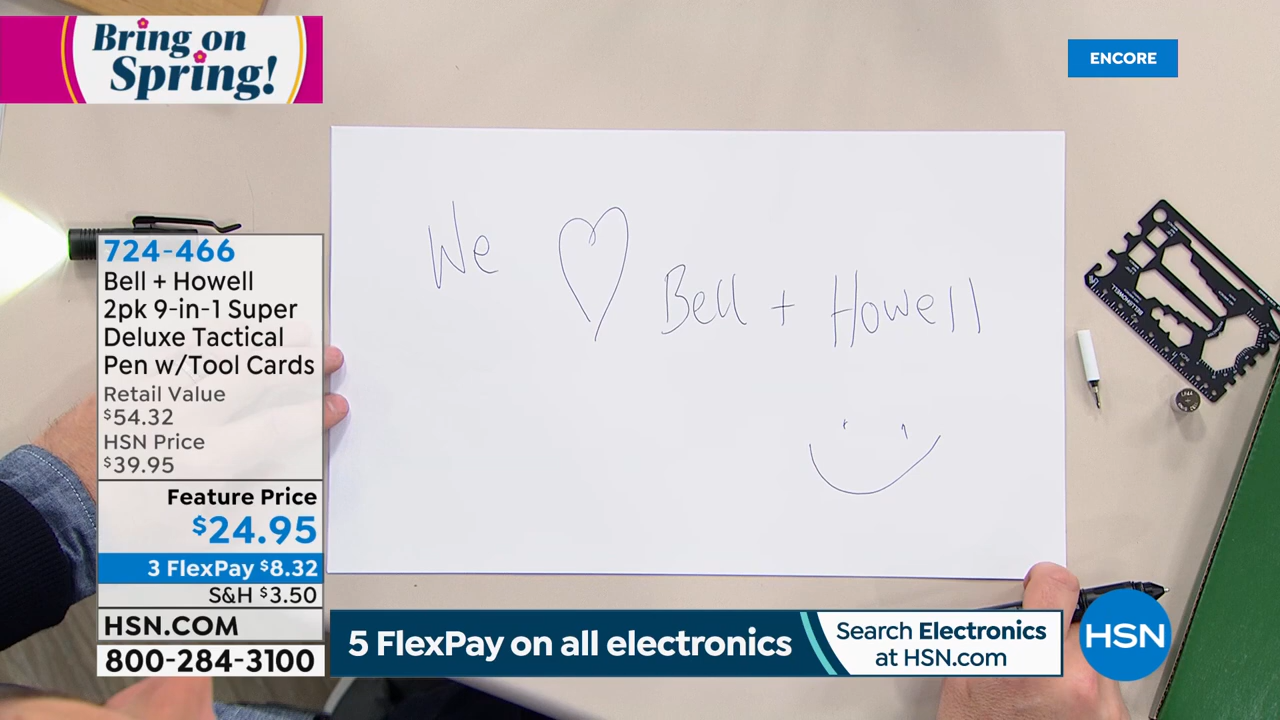 Bring on
Spring!
ENCORE
We ♡ Bell + Howell
724-466
Bell + Howell
2pk 9-in-1 Super
Deluxe Tactical
Pen w/Tool Cards
Retail Value
$54.32
HSN Price
$39.95
Feature Price
$24.95
3 FlexPay $8.32
S&H $3.50
HSN.COM
800-284-3100
5 FlexPay on all electronics
Search Electronics
at HSN.com
HSN
BELL+HOWELL